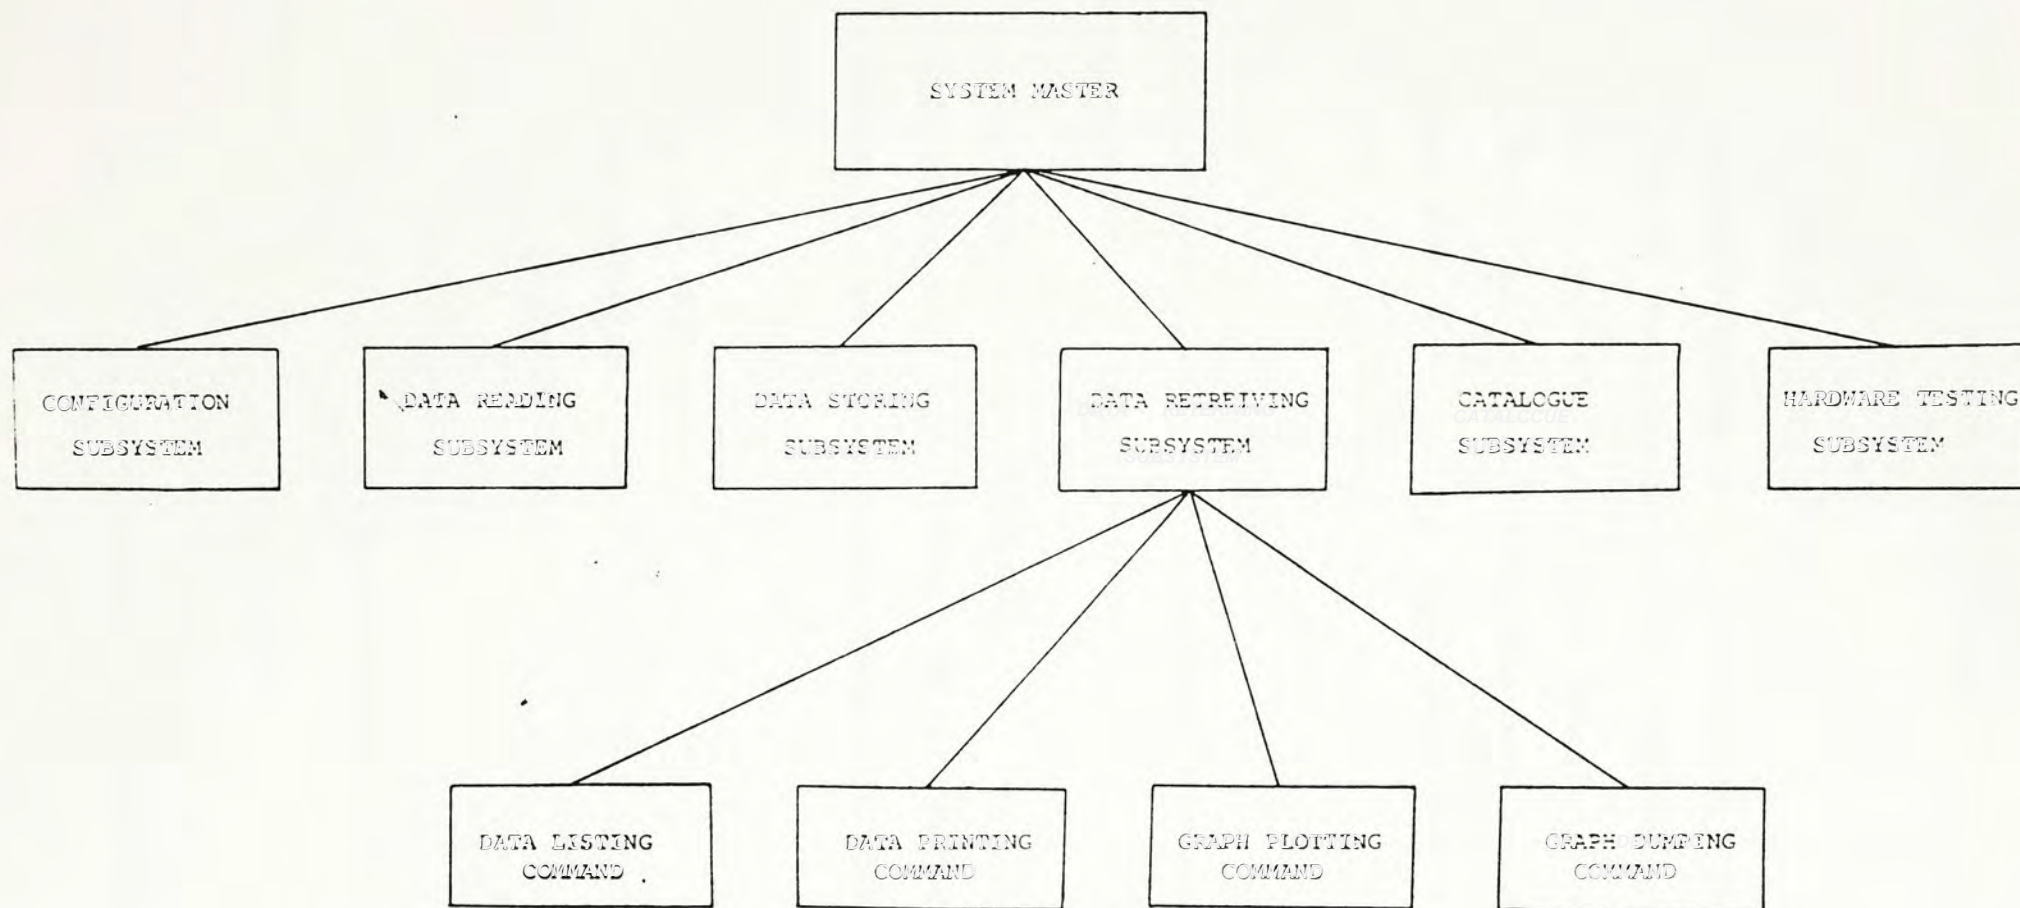 SYSTEM MASTER
CONFIGURATION
SUBSYSTEM
DATA READING
SUBSYSTEM
DATA STORING
SUBSYSTEM
DATA RETREIVING
SUBSYSTEM
CATALOGUE
SUBSYSTEM
HARDWARE TESTING
SUBSYSTEM
DATA LISTING
COMMAND
DATA PRINTING
COMMAND
GRAPH PLOTTING
COMMAND
GRAPH DUMPING
COMMAND